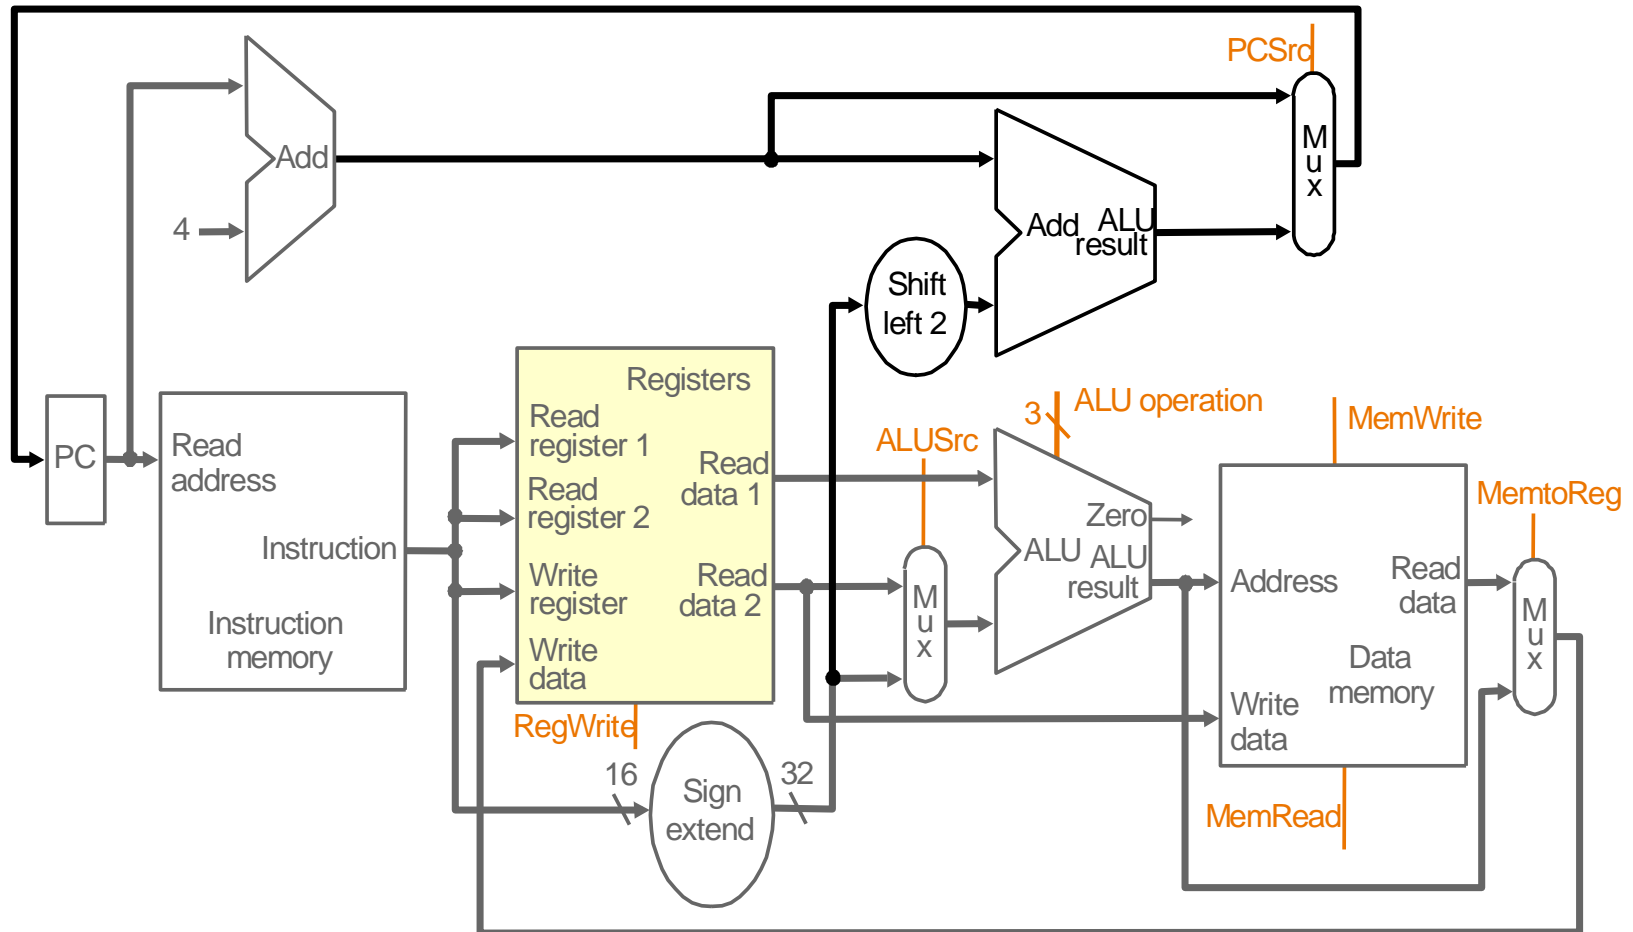 PCSrc
M
u
x
Add
4
Add
ALU
result
Shift
left 2
Registers
Read
register 1
Read
register 2
Write
register
Write
data
Read
data 1
Read
data 2
RegWrite
PC
Read
address
Instruction
Instruction
memory
ALUSrc
M
u
x
3
ALU operation
Zero
ALU
ALU
result
MemWrite
Address
Read
data
Data
memory
Write
data
MemRead
MemtoReg
M
u
x
16
Sign
extend
32